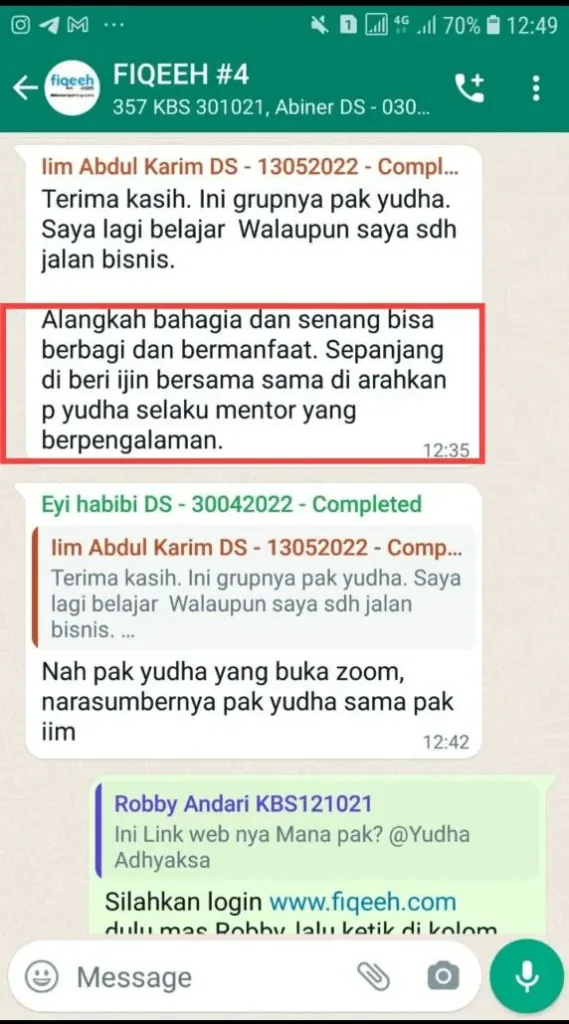 1 4G 70% 12:49
fiqeeh
.com
FIQEEH #4
357 KBS 301021, Abiner DS - 030...
Iim Abdul Karim DS - 13052022 - Compl...
Terima kasih. Ini grupnya pak yudha.
Saya lagi belajar Walaupun saya sdh
jalan bisnis.
Alangkah bahagia dan senang bisa
berbagi dan bermanfaat. Sepanjang
di beri ijin bersama sama di arahkan
p yudha selaku mentor yang
berpengalaman.
12:35
Eyi habibi DS - 30042022 - Completed
Iim Abdul Karim DS - 13052022 - Comp...
Terima kasih. Ini grupnya pak yudha. Saya
lagi belajar Walaupun saya sdh jalan
bisnis. ...
Nah pak yudha yang buka zoom,
narasumbernya pak yudha sama pak
iim
12:42
Robby Andari KBS121021
Ini Link web nya Mana pak? @Yudha
Adhyaksa
Silahkan login www.fiqeeh.com
dulu mas Robby, lalu ketik di kolom
Message